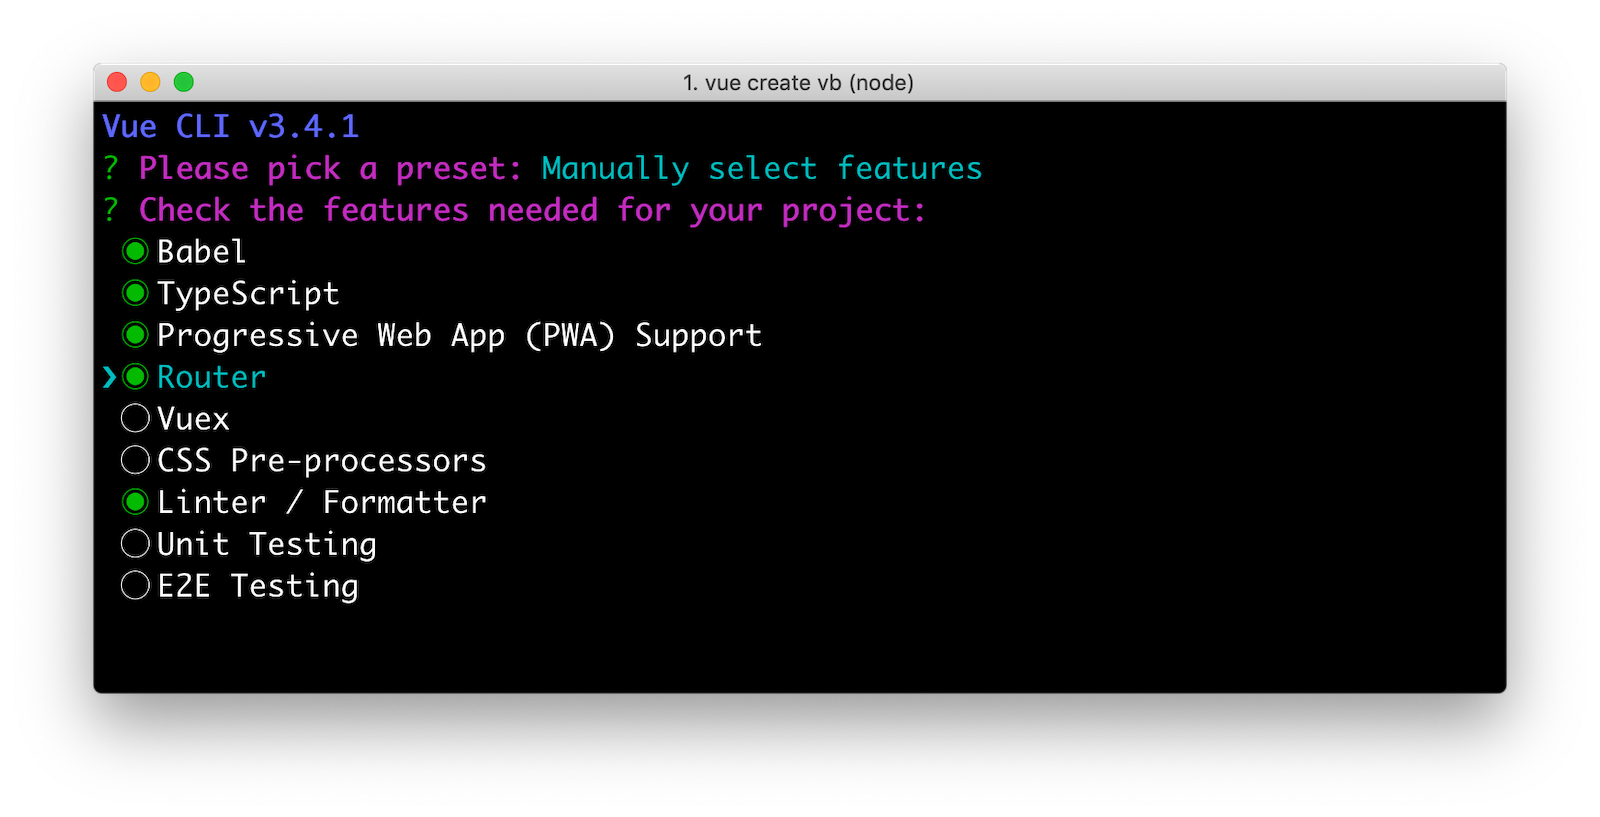 1. vue create vb (node)
Vue CLI v3.4.1
? Please pick a preset: Manually select features
? Check the features needed for your project:
◉ Babel
◉ TypeScript
◉ Progressive Web App (PWA) Support
❯◉ Router
◯ Vuex
◯ CSS Pre-processors
◉ Linter / Formatter
◯ Unit Testing
◯ E2E Testing